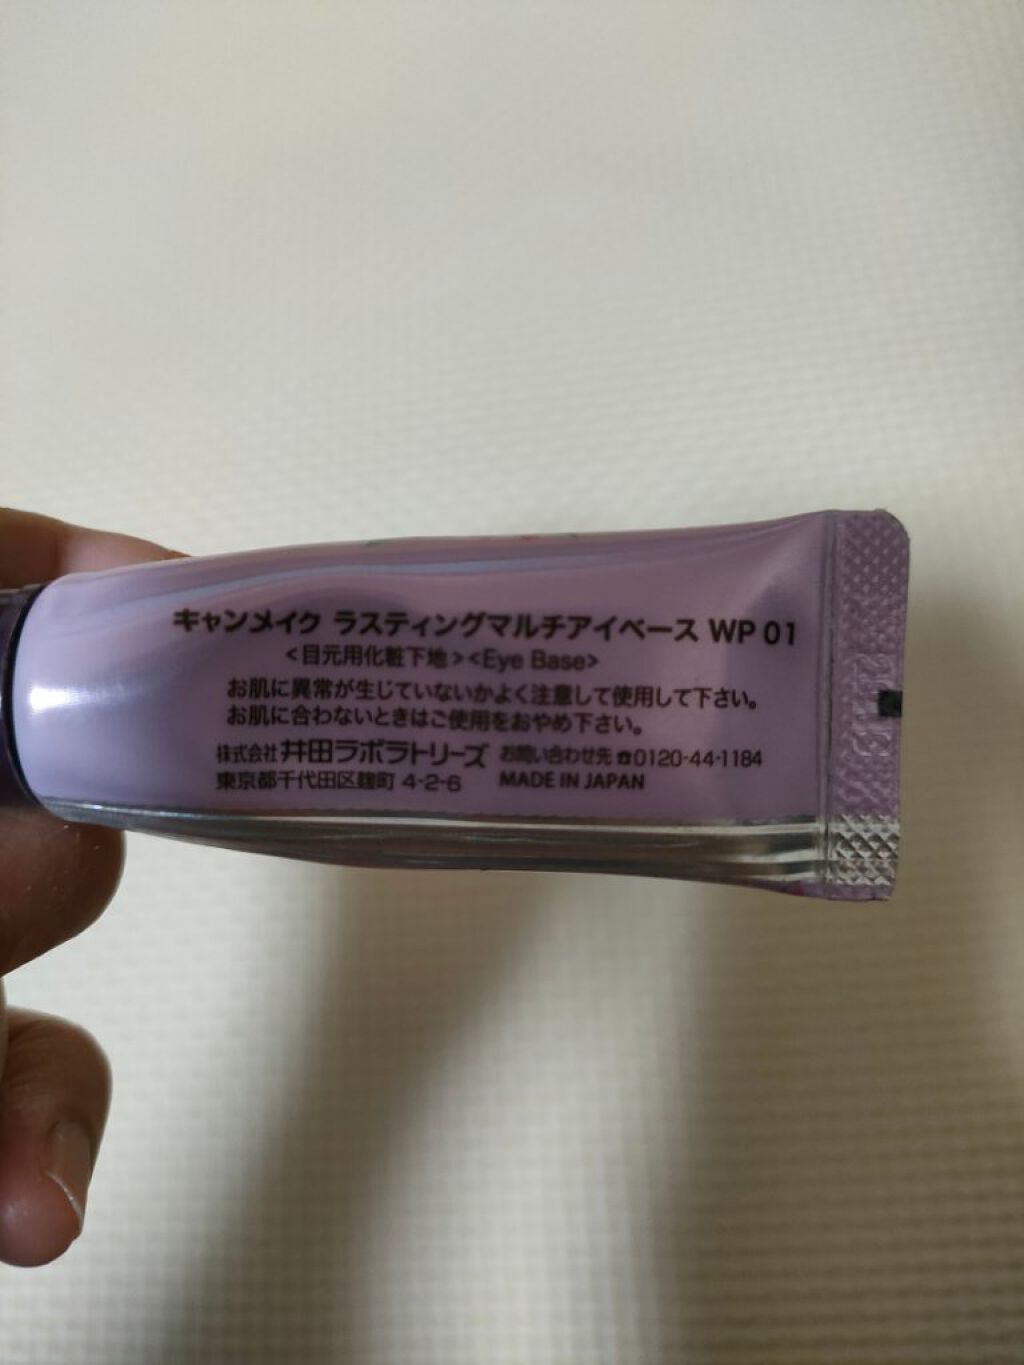 キャンメイク ラスティングマルチアイベース WP 01
<目元用化粧下地><Eye Base>
お肌に異常が生じていないかよく注意して使用して下さい。
お肌に合わないときはご使用をおやめ下さい。
株式会社 井田ラボラトリーズ お問い合わせ先 ☎0120-44-1184
東京都千代田区麹町 4-2-6 MADE IN JAPAN